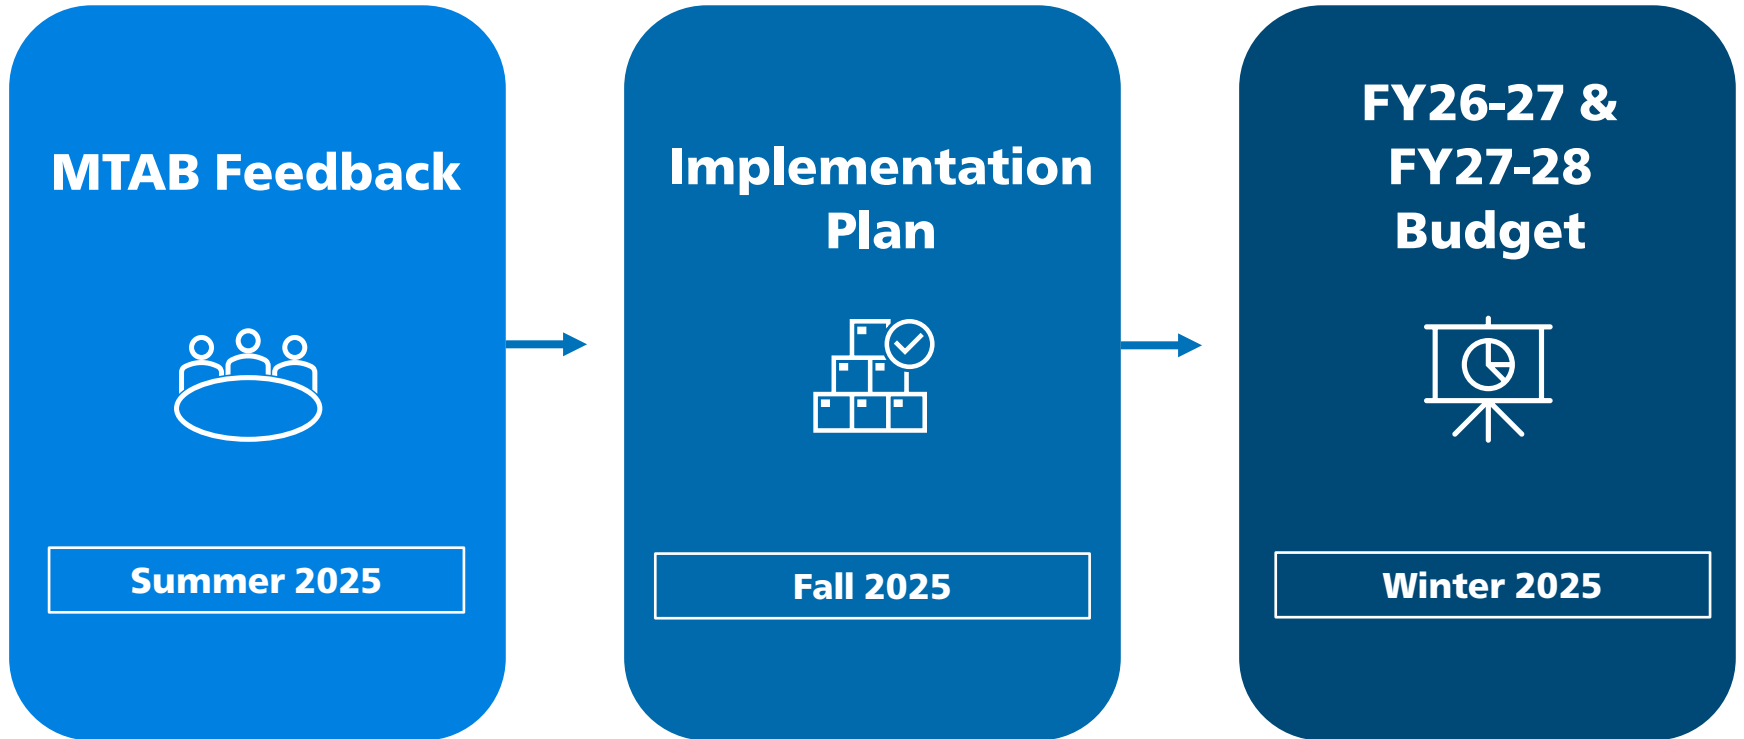 MTAB Feedback
Summer 2025
Implementation
Plan
Fall 2025
FY26-27 &
FY27-28
Budget
Winter 2025